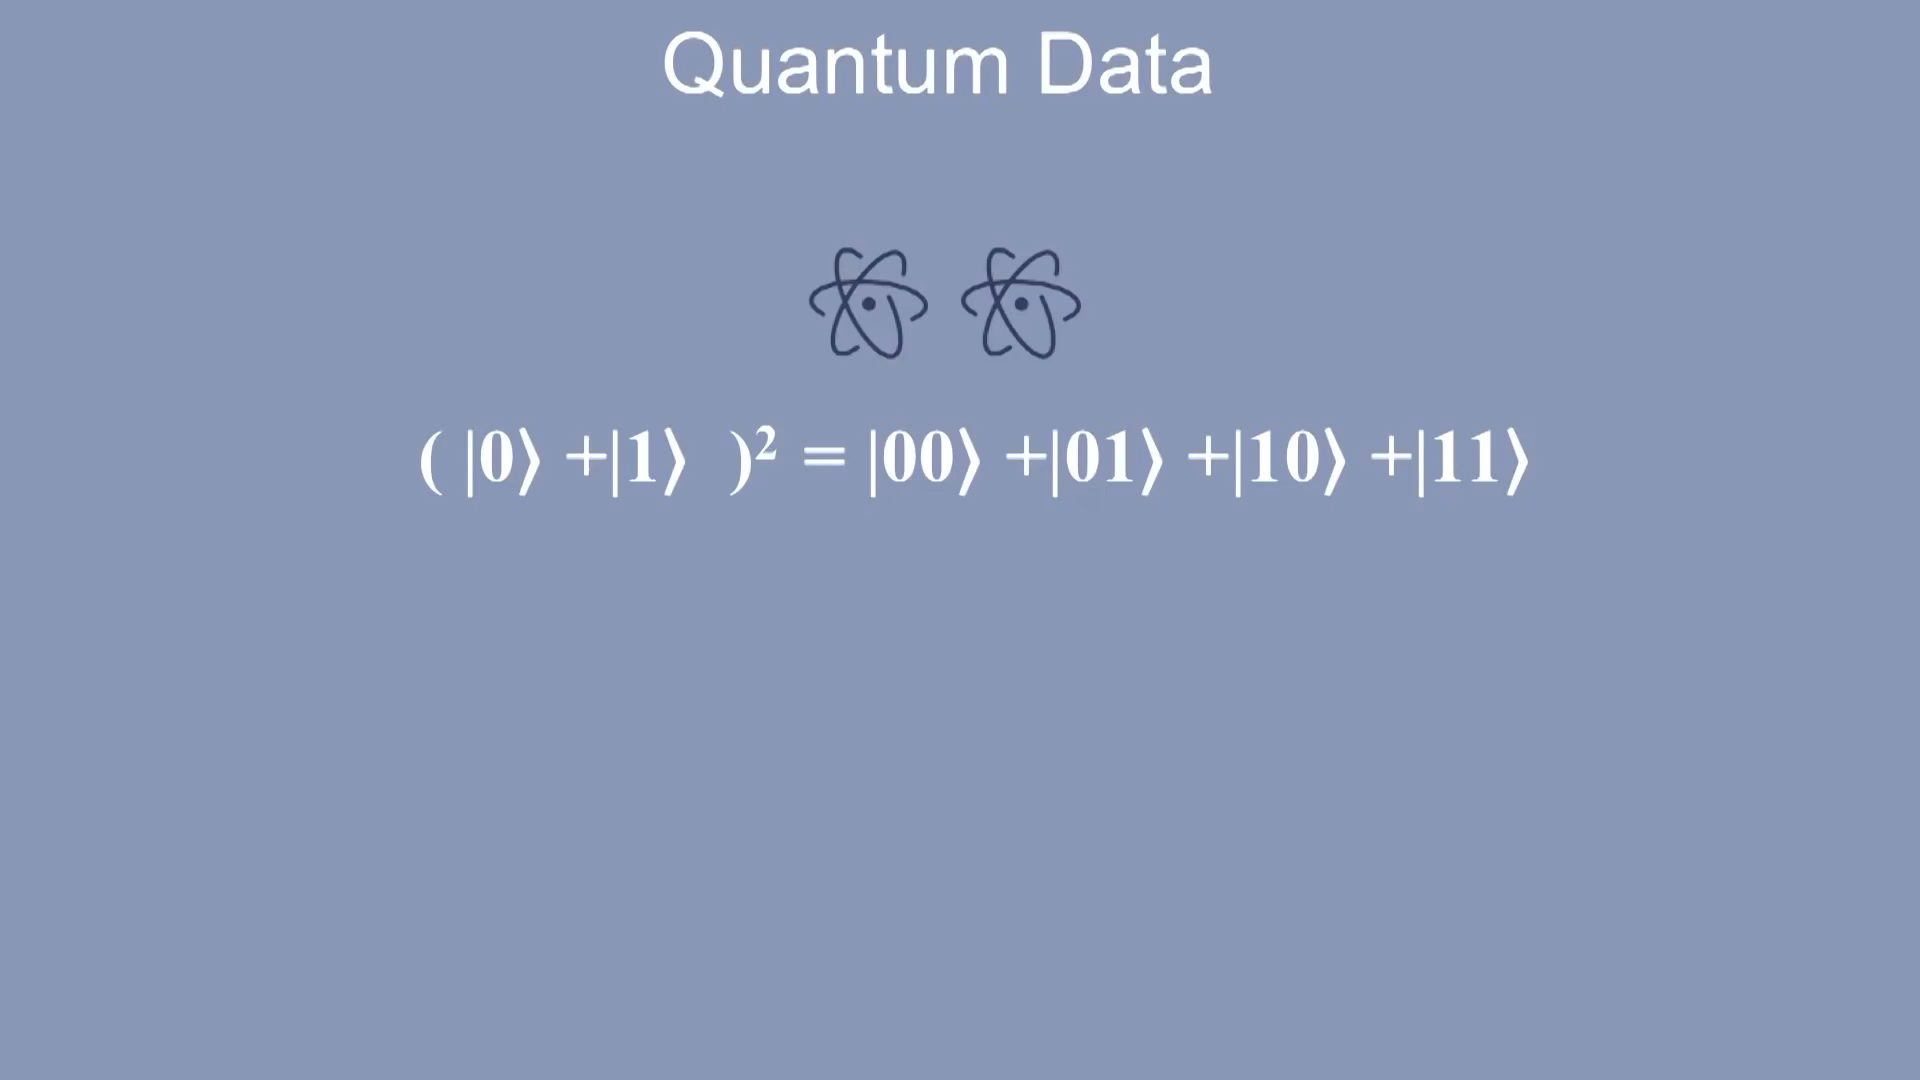 Quantum Data
( |0⟩ +|1⟩ )² = |00⟩ +|01⟩ +|10⟩ +|11⟩